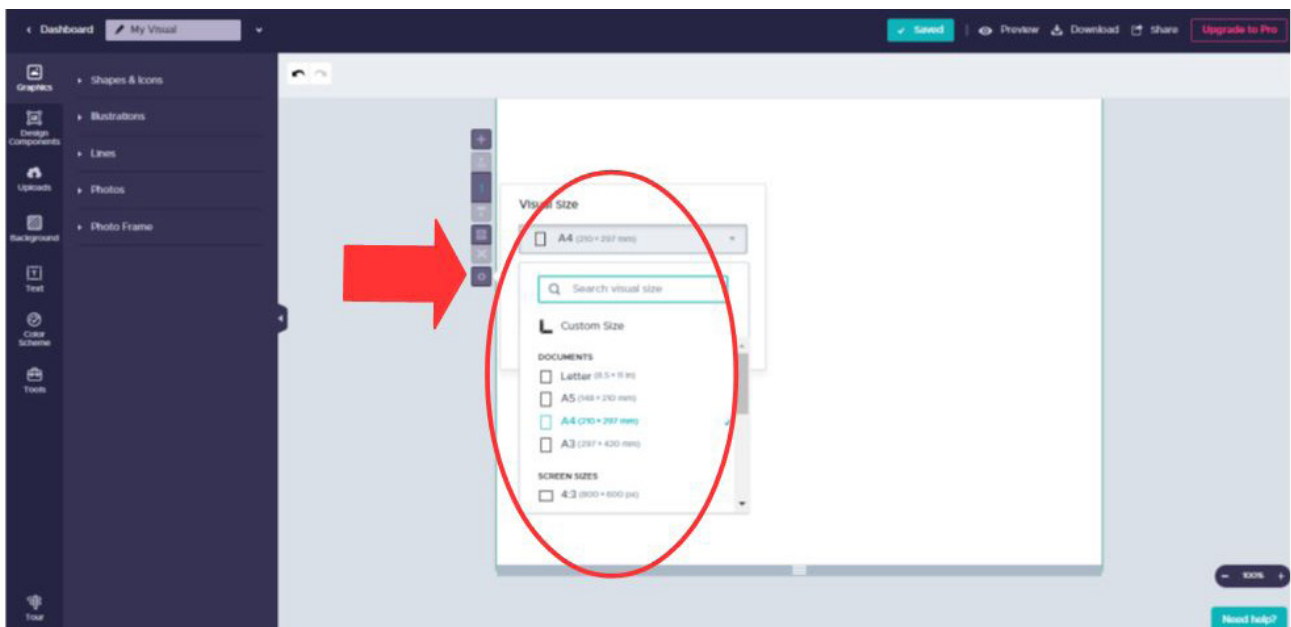 Dashboard My Visual
Saved Preview Download Share Upgrade to Pro
Graphics
Design
Components
Uploads
Background
Text
Color
Scheme
Tools
Tour
Shapes & Icons
Illustrations
Lines
Photos
Photo Frame
Visual Size
A4 (210 × 297 mm)
Search visual size
Custom Size
DOCUMENTS
Letter (8.5 × 11 in)
A5 (148 × 210 mm)
A4 (210 × 297 mm)
A3 (297 × 420 mm)
SCREEN SIZES
4:3 (800 × 600 px)
- 100% +
Need help?